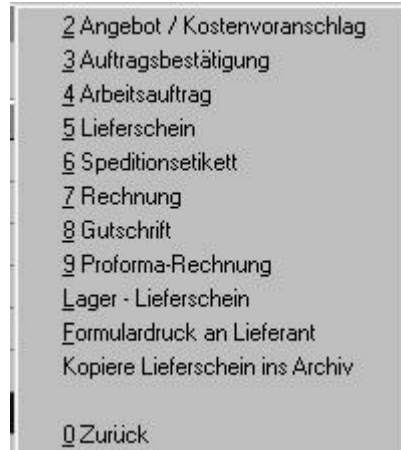 2 Angebot / Kostenvoranschlag
3 Auftragsbestätigung
4 Arbeitsauftrag
5 Lieferschein
6 Speditionsetikett
7 Rechnung
8 Gutschrift
9 Proforma-Rechnung
Lager - Lieferschein
Formulardruck an Lieferant
Kopiere Lieferschein ins Archiv
0 Zurück